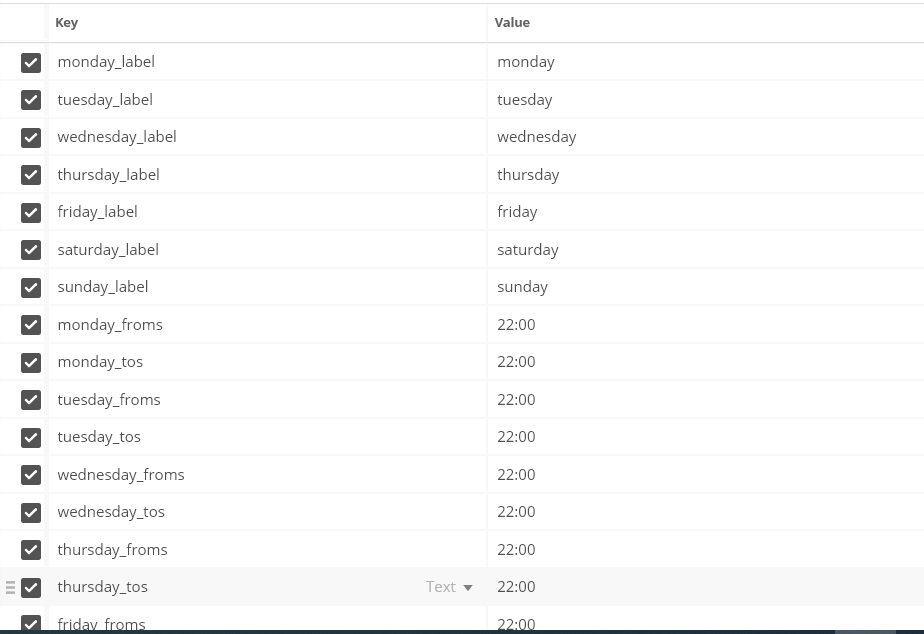 Key Value
monday_label monday
tuesday_label tuesday
wednesday_label wednesday
thursday_label thursday
friday_label friday
saturday_label saturday
sunday_label sunday
monday_froms 22:00
monday_tos 22:00
tuesday_froms 22:00
tuesday_tos 22:00
wednesday_froms 22:00
wednesday_tos 22:00
thursday_froms 22:00
thursday_tos Text 22:00
friday_froms 22:00